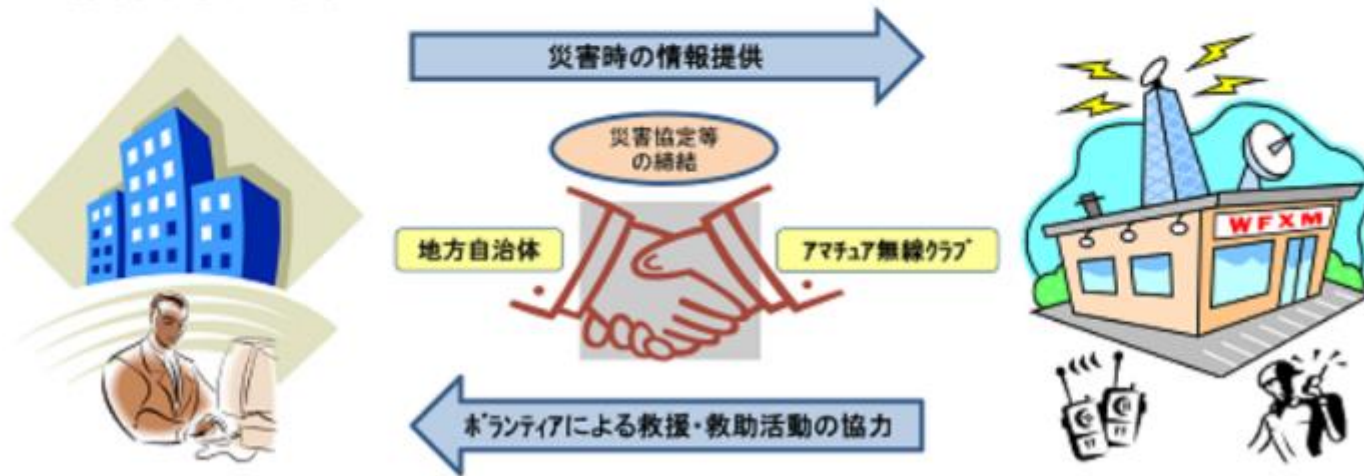 災害時の情報提供
災害協定等
の締結
地方自治体
ｱﾏﾁｭｱ無線ｸﾗﾌﾞ
WFXM
ﾎﾞﾗﾝﾃｨｱによる救援・救助活動の協力